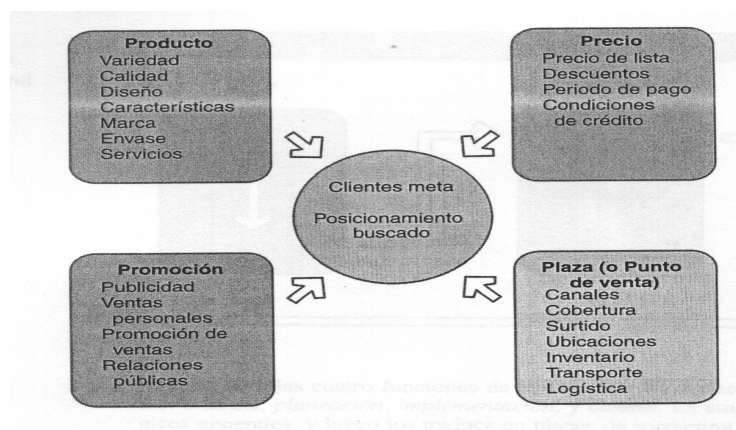 Producto
Variedad
Calidad
Diseño
Características
Marca
Envase
Servicios
Precio
Precio de lista
Descuentos
Periodo de pago
Condiciones
de crédito
Clientes meta
Posicionamiento
buscado
Promoción
Publicidad
Ventas
personales
Promoción de
ventas
Relaciones
públicas
Plaza (o Punto
de venta)
Canales
Cobertura
Surtido
Ubicaciones
Inventario
Transporte
Logística